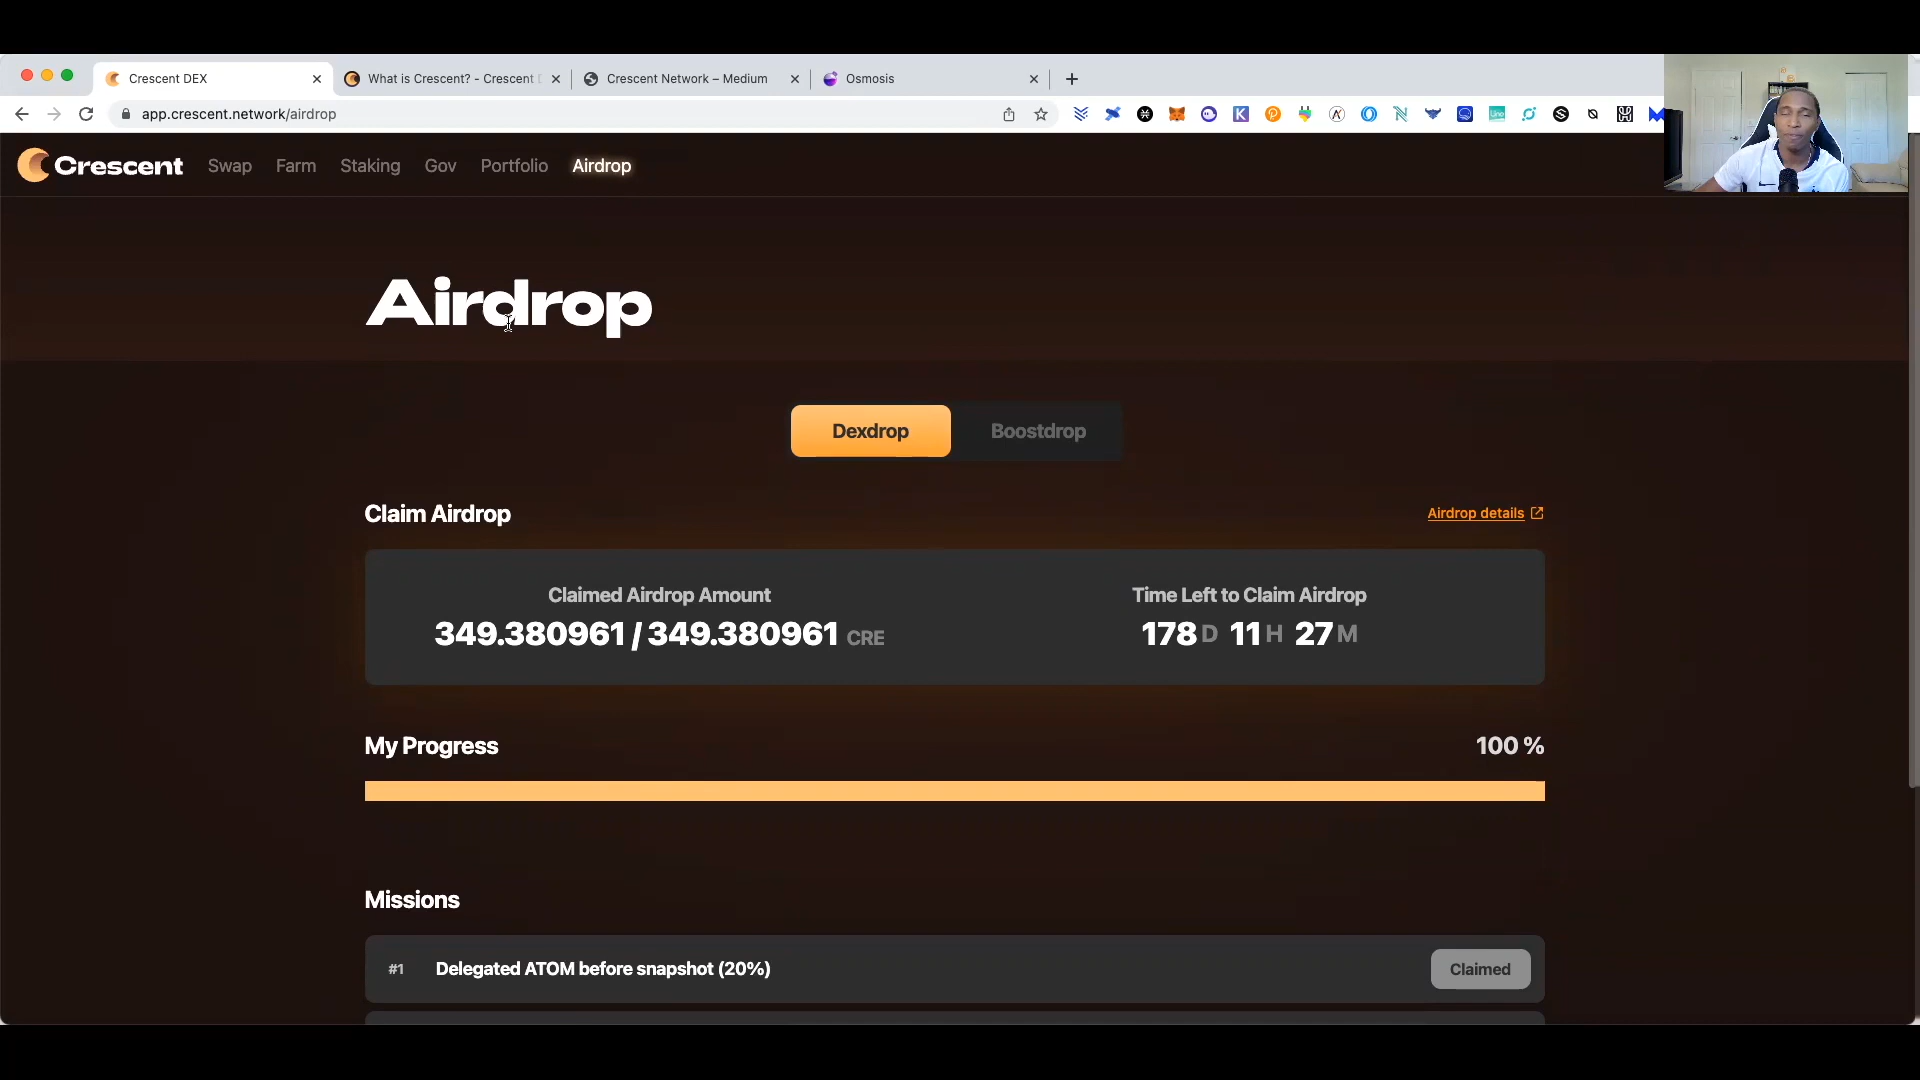 Crescent DEX
What is Crescent? - Crescent
Crescent Network – Medium
Osmosis
app.crescent.network/airdrop
Crescent
Swap
Farm
Staking
Gov
Portfolio
Airdrop
Airdrop
Dexdrop
Boostdrop
Claim Airdrop
Airdrop details
Claimed Airdrop Amount
349.380961 / 349.380961 CRE
Time Left to Claim Airdrop
178 D 11 H 27 M
My Progress
100 %
Missions
#1 Delegated ATOM before snapshot (20%)
Claimed